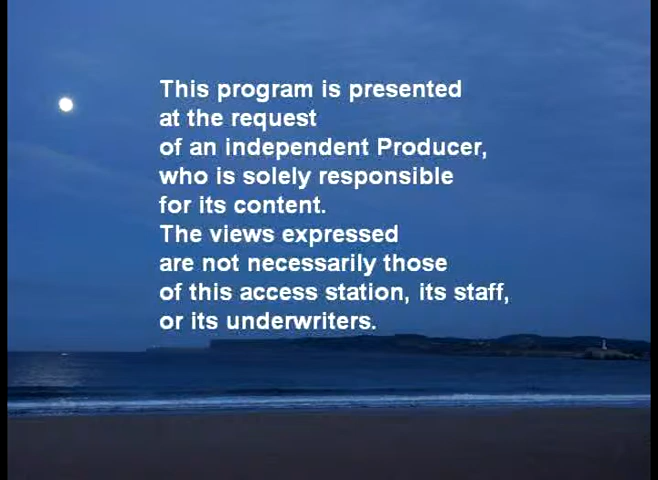 This program is presented
at the request
of an independent Producer,
who is solely responsible
for its content.
The views expressed
are not necessarily those
of this access station, its staff,
or its underwriters.